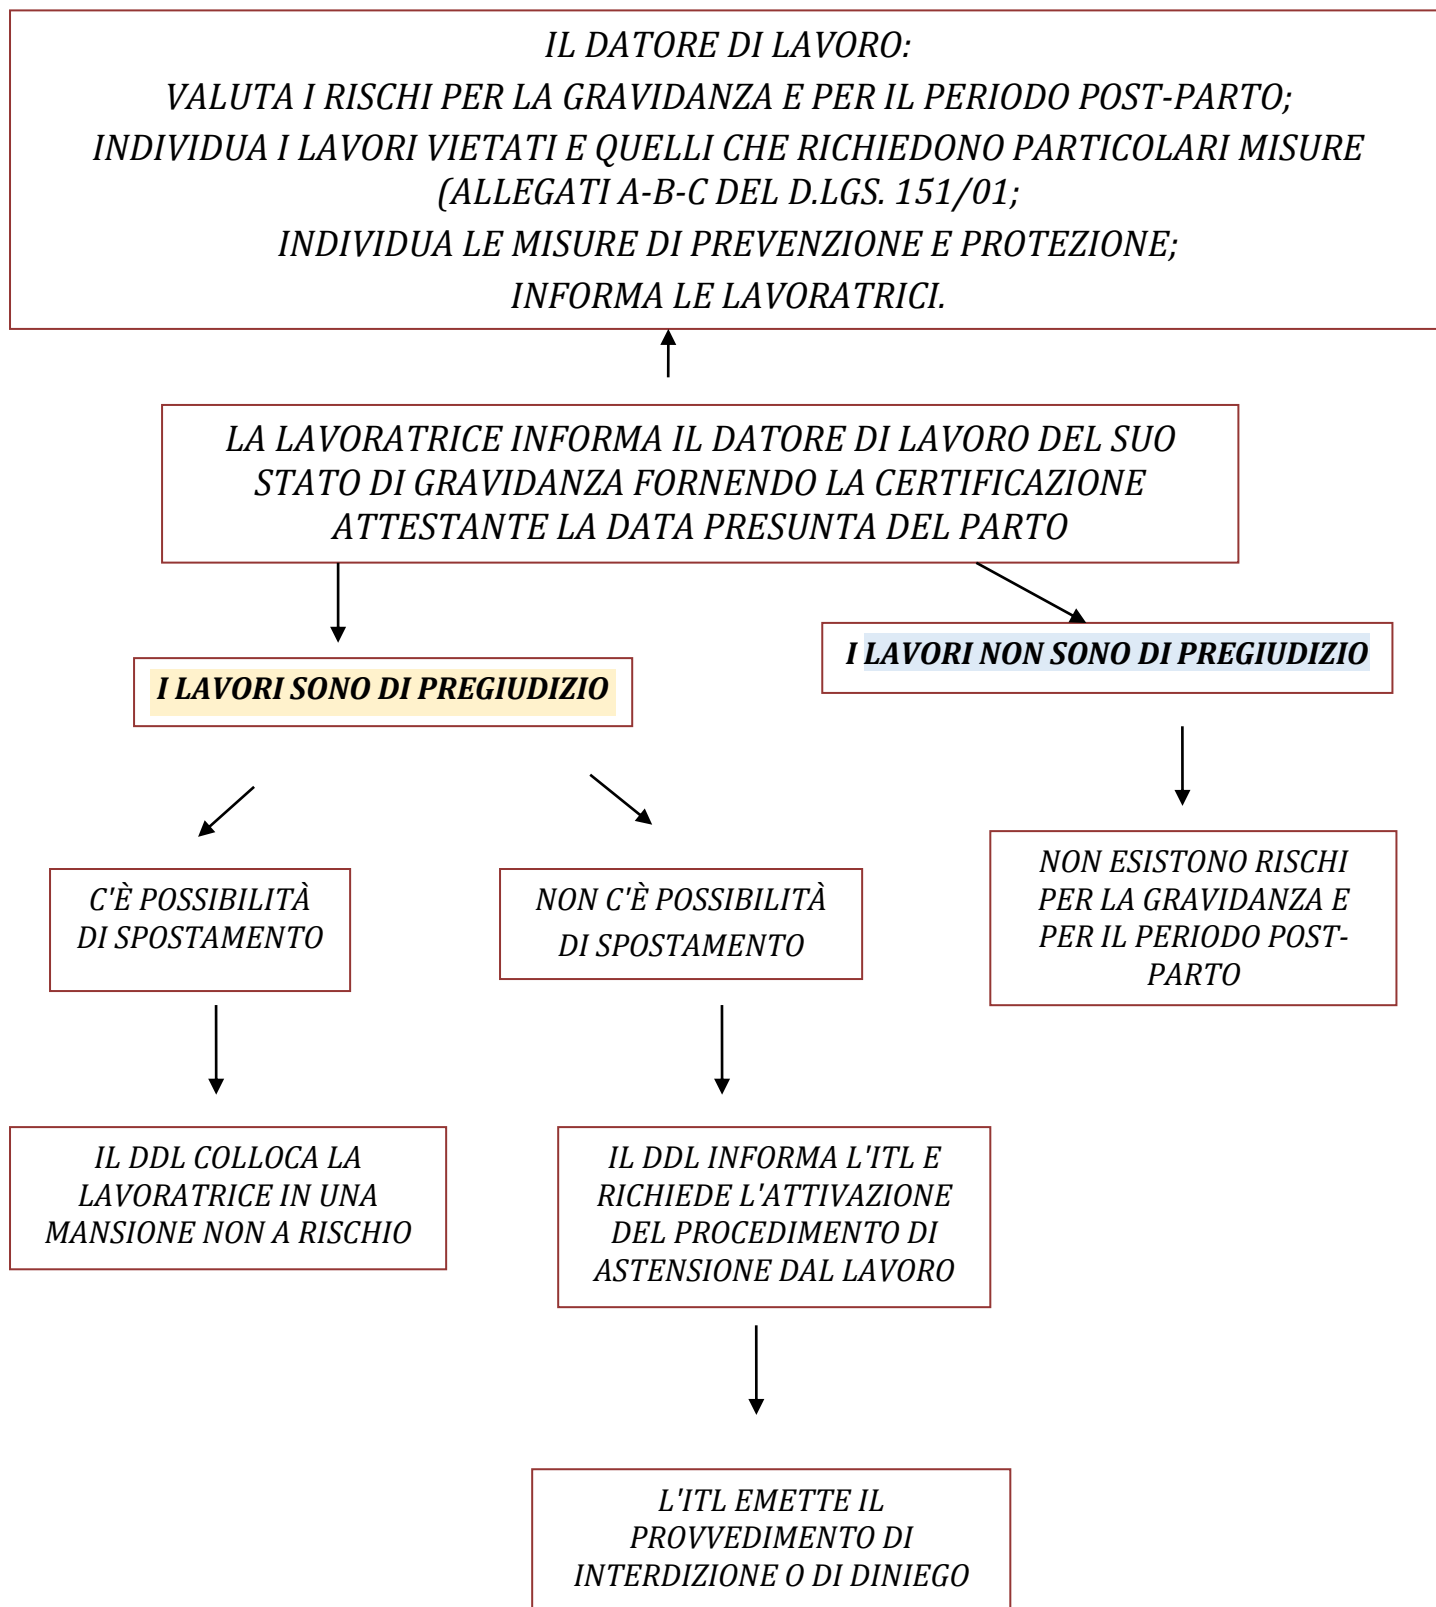 IL DATORE DI LAVORO:
VALUTA I RISCHI PER LA GRAVIDANZA E PER IL PERIODO POST-PARTO;
INDIVIDUA I LAVORI VIETATI E QUELLI CHE RICHIEDONO PARTICOLARI MISURE
(ALLEGATI A-B-C DEL D.LGS. 151/01;
INDIVIDUA LE MISURE DI PREVENZIONE E PROTEZIONE;
INFORMA LE LAVORATRICI.
LA LAVORATRICE INFORMA IL DATORE DI LAVORO DEL SUO
STATO DI GRAVIDANZA FORNENDO LA CERTIFICAZIONE
ATTESTANTE LA DATA PRESUNTA DEL PARTO
I LAVORI SONO DI PREGIUDIZIO
I LAVORI NON SONO DI PREGIUDIZIO
C'È POSSIBILITÀ
DI SPOSTAMENTO
NON C'È POSSIBILITÀ
DI SPOSTAMENTO
NON ESISTONO RISCHI
PER LA GRAVIDANZA E
PER IL PERIODO POST-
PARTO
IL DDL COLLOCA LA
LAVORATRICE IN UNA
MANSIONE NON A RISCHIO
IL DDL INFORMA L'ITL E
RICHIEDE L'ATTIVAZIONE
DEL PROCEDIMENTO DI
ASTENSIONE DAL LAVORO
L'ITL EMETTE IL
PROVVEDIMENTO DI
INTERDIZIONE O DI DINIEGO